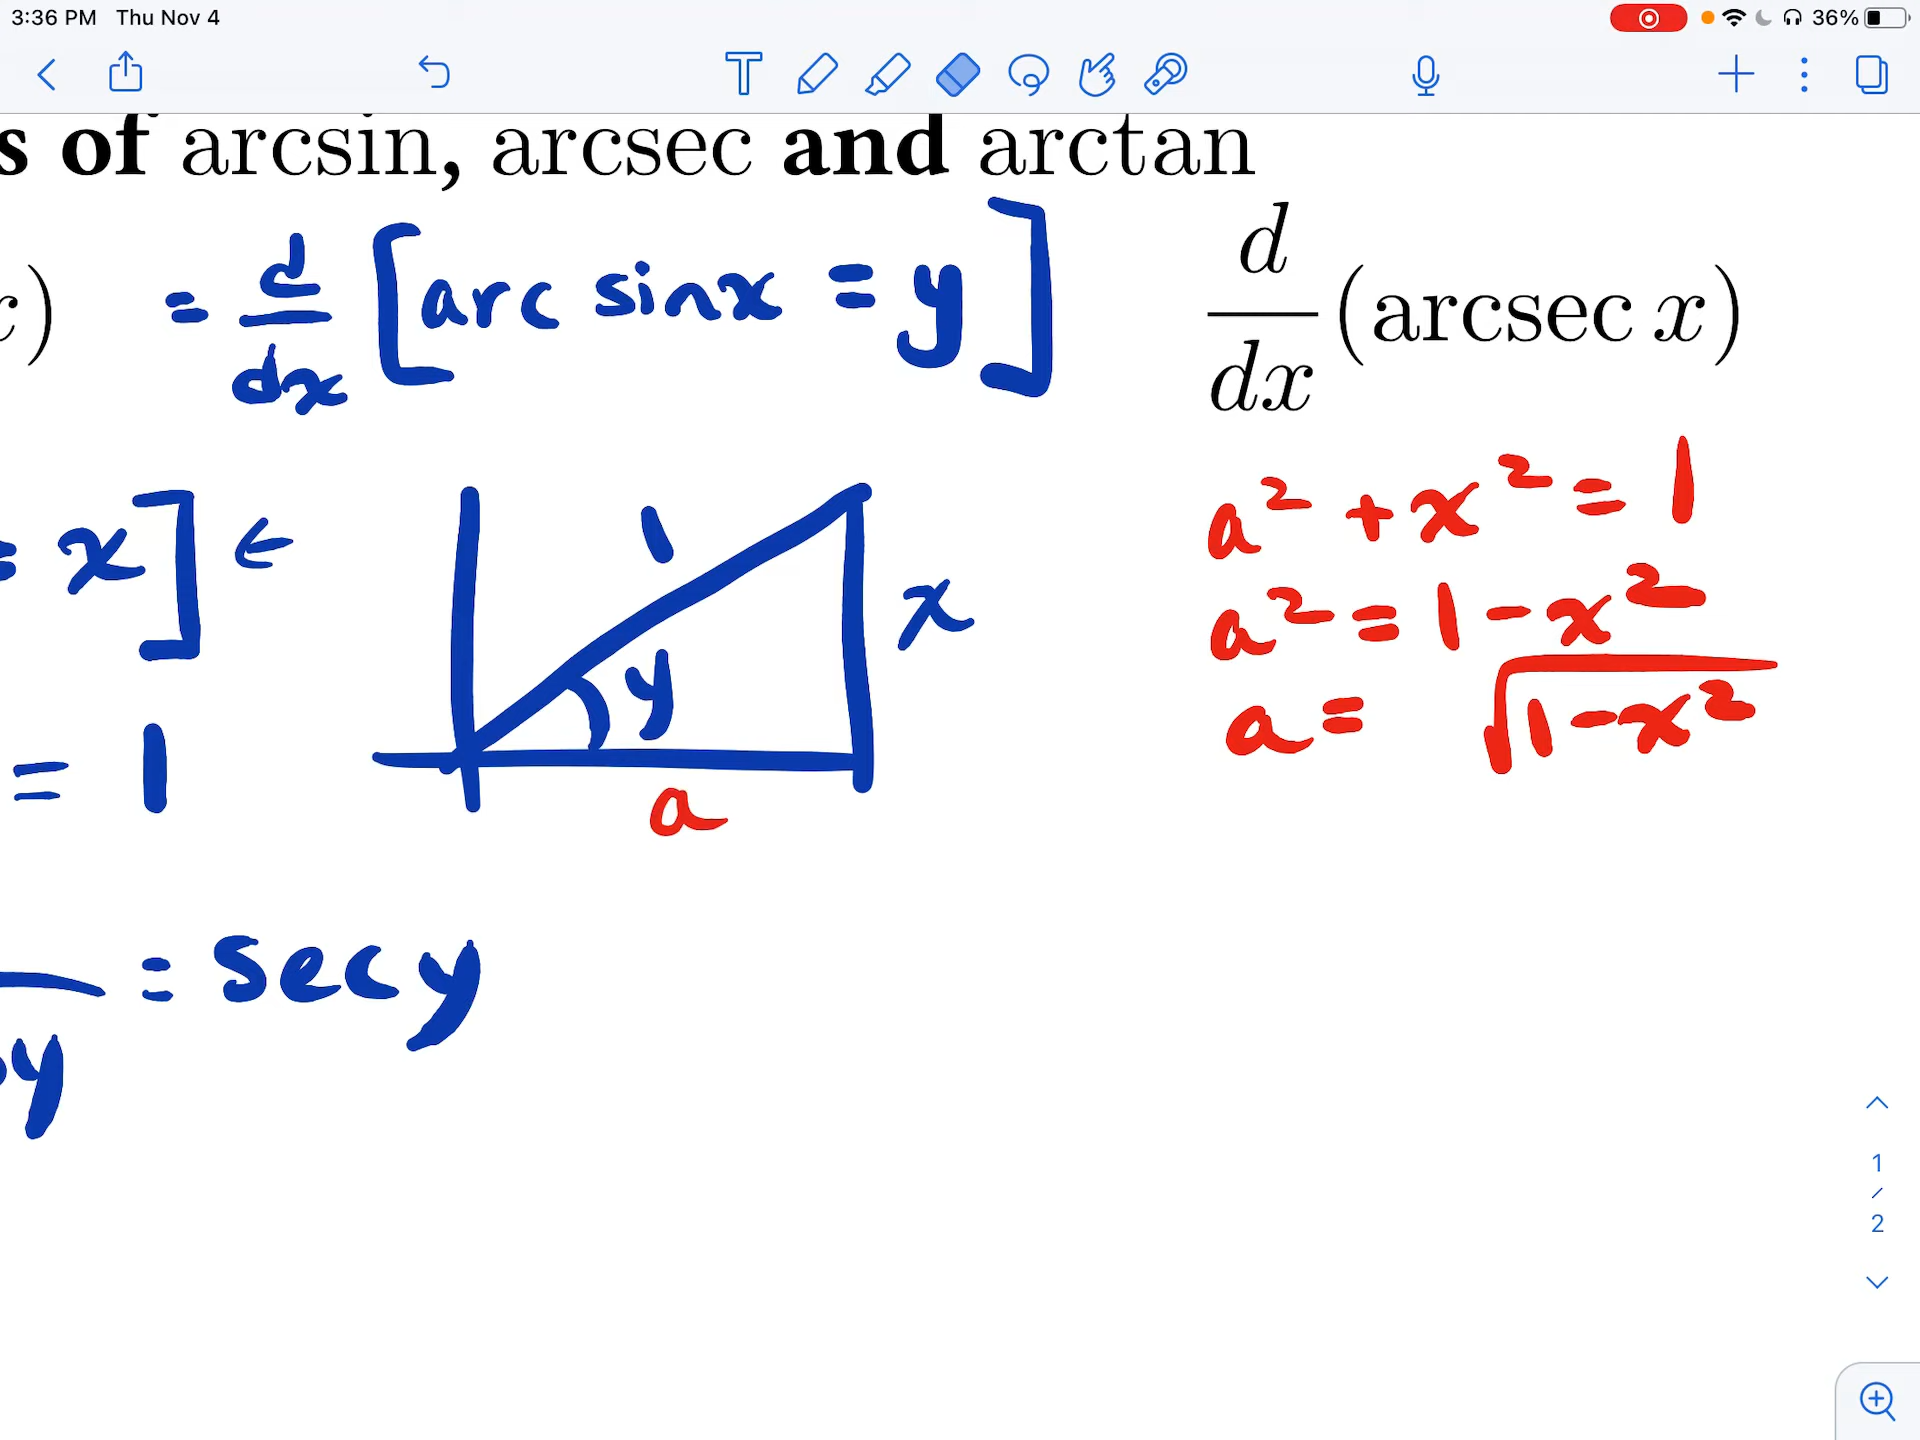 3:36 PM Thu Nov 4 36%
s of arcsin, arcsec and arctan
x) = d/dx [arc sinx = y]
d/dx (arcsec x)
= x] ←
1
x
y
a
a² + x² = 1
a² = 1 - x²
a = √1-x²
= 1
= secy
y
1
/
2